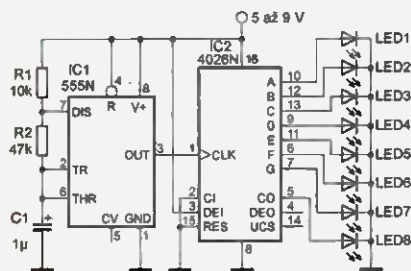 5 až 9 V
IC1
555N
IC2
4026N
16
LED1
LED2
LED3
LED4
LED5
LED6
LED7
LED8
R1
10k
R2
47k
C1
1µ
+
4
8
R
V+
7
DIS
2
TR
6
THR
OUT
3
CV
GND
5
1
1
CLK
2
CI
3
DEI
15
RES
A
10
B
12
C
13
D
9
E
11
F
6
G
7
CO
5
DEO
4
UCS
14
8